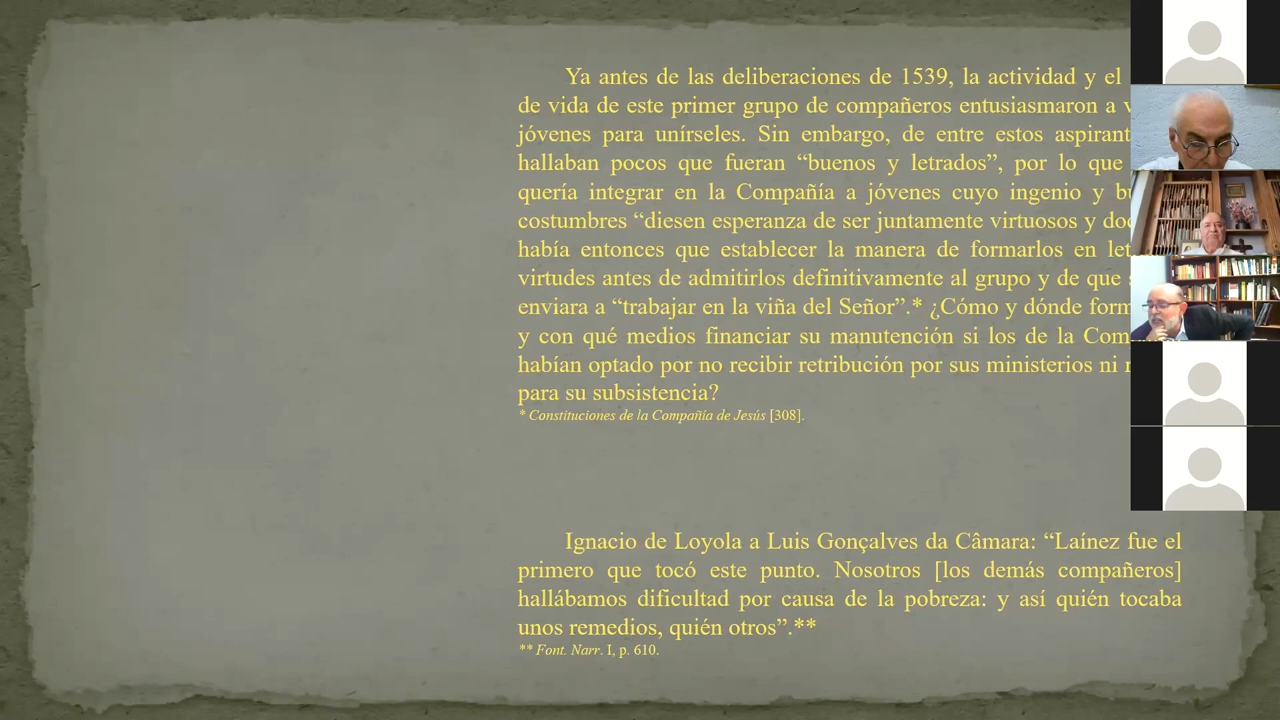 Ya antes de las deliberaciones de 1539, la actividad y el
de vida de este primer grupo de compañeros entusiasmaron a
jóvenes para unírseles. Sin embargo, de entre estos
hallaban pocos que fueran “buenos y letrados”, por lo que
quería integrar en la Compañía a jóvenes cuyo ingenio y
costumbres “diesen esperanza de ser juntamente virtuosos y
había entonces que establecer la manera de formarlos en
virtudes antes de admitirlos definitivamente al grupo y de que
enviara a “trabajar en la viña del Señor”.* ¿Cómo y dónde
y con qué medios financiar su manutención si los de la
habían optado por no recibir retribución por sus ministerios ni
para su subsistencia?
* Constituciones de la Compañía de Jesús [308].
Ignacio de Loyola a Luis Gonçalves da Câmara: “Laínez fue el
primero que tocó este punto. Nosotros [los demás compañeros]
hallábamos dificultad por causa de la pobreza: y así quién tocaba
unos remedios, quién otros”.**
** Font. Narr. I, p. 610.